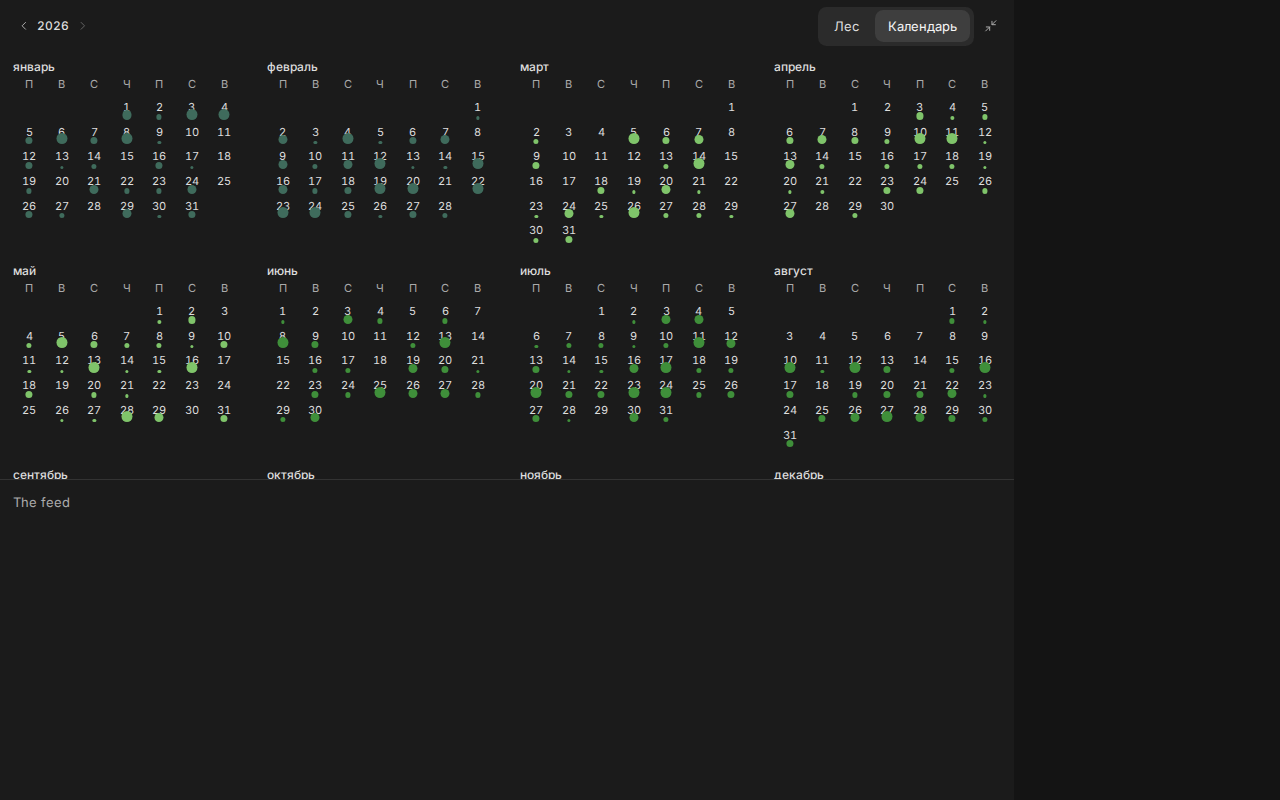 2026
Лес Календарь
январь февраль март апрель
П В С Ч П С В П В С Ч П С В П В С Ч П С В П В С Ч П С В
1 2 3 4 1 1 1 2 3 4 5
5 6 7 8 9 10 11 2 3 4 5 6 7 8 2 3 4 5 6 7 8 6 7 8 9 10 11 12
12 13 14 15 16 17 18 9 10 11 12 13 14 15 9 10 11 12 13 14 15 13 14 15 16 17 18 19
19 20 21 22 23 24 25 16 17 18 19 20 21 22 16 17 18 19 20 21 22 20 21 22 23 24 25 26
26 27 28 29 30 31 23 24 25 26 27 28 23 24 25 26 27 28 29 27 28 29 30
30 31
май июнь июль август
П В С Ч П С В П В С Ч П С В П В С Ч П С В П В С Ч П С В
1 2 3 1 2 3 4 5 6 7 1 2 3 4 5 1 2
4 5 6 7 8 9 10 8 9 10 11 12 13 14 6 7 8 9 10 11 12 3 4 5 6 7 8 9
11 12 13 14 15 16 17 15 16 17 18 19 20 21 13 14 15 16 17 18 19 10 11 12 13 14 15 16
18 19 20 21 22 23 24 22 23 24 25 26 27 28 20 21 22 23 24 25 26 17 18 19 20 21 22 23
25 26 27 28 29 30 31 29 30 27 28 29 30 31 24 25 26 27 28 29 30
31
сентябрь октябрь ноябрь декабрь
The feed